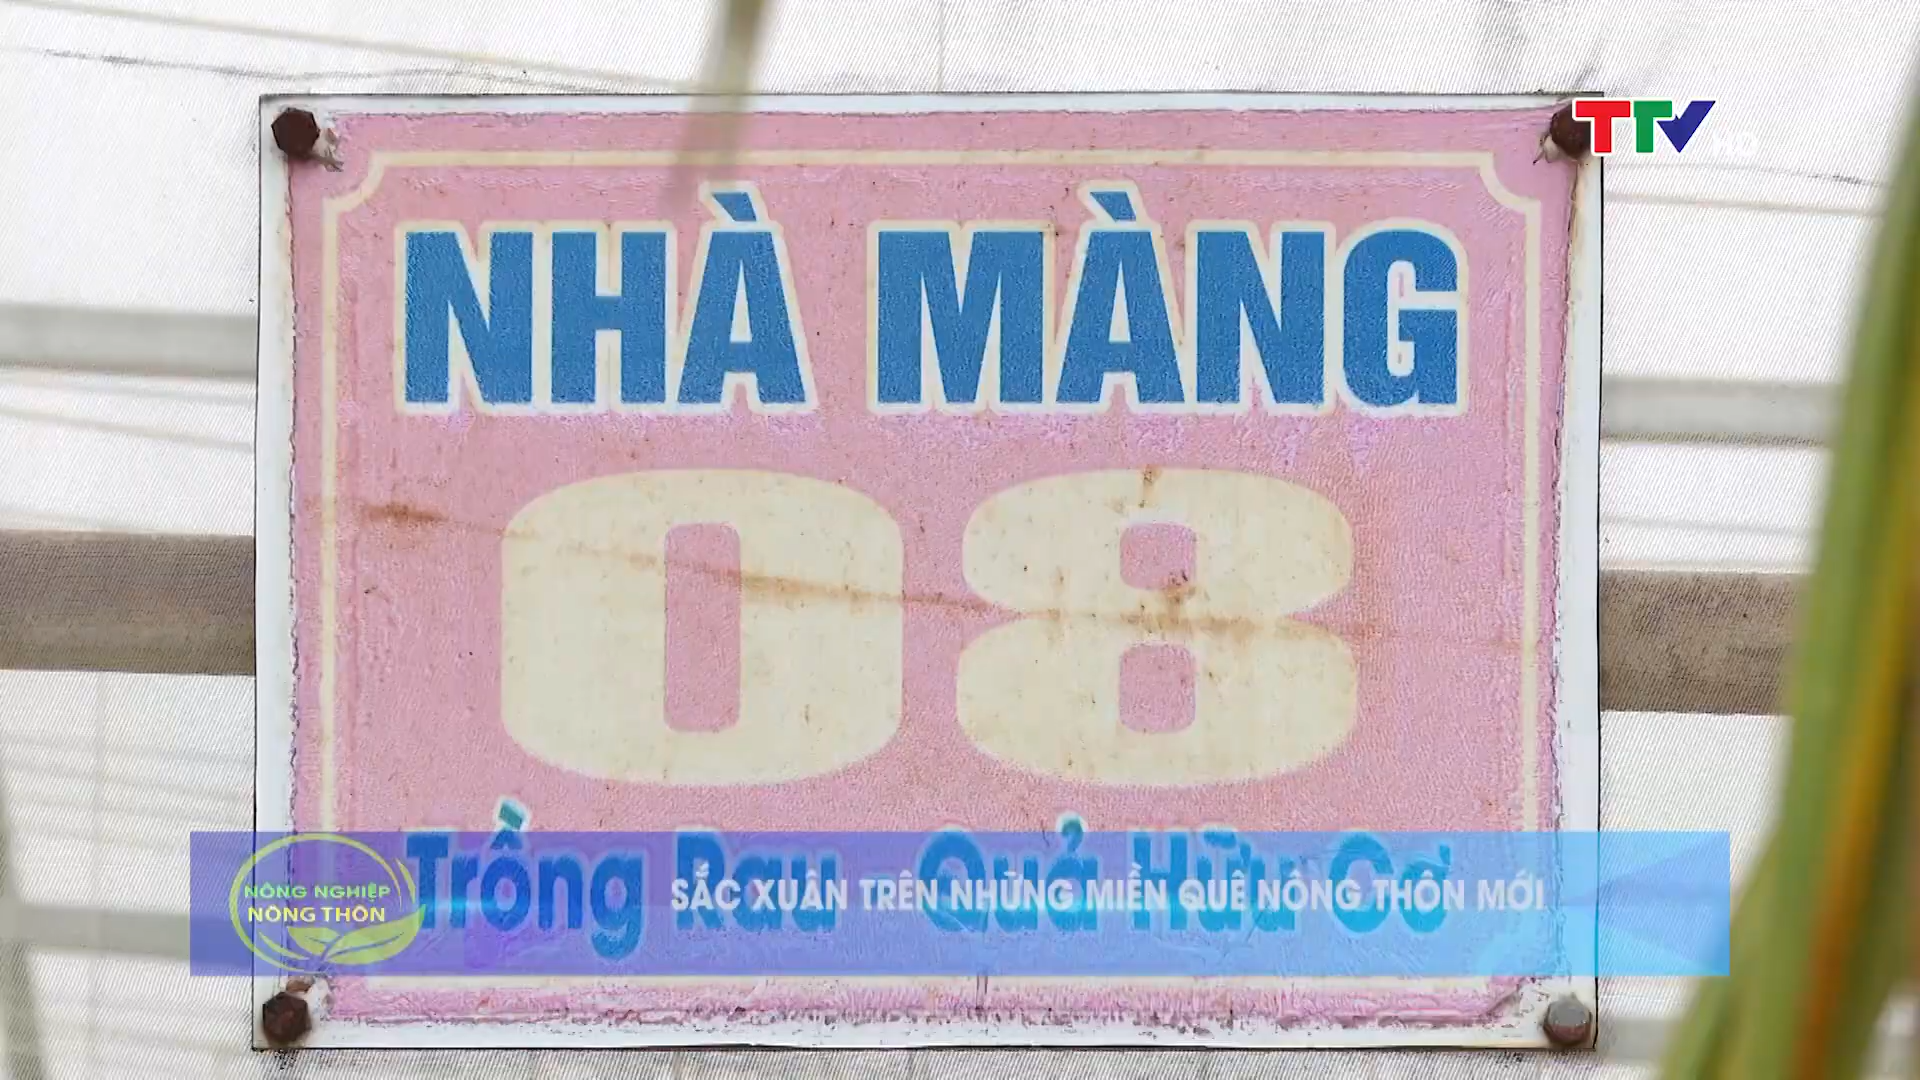 TTV HD
NHÀ MÀNG
08
Trồng Rau - Quả Hữu Cơ
NÔNG NGHIỆP
NÔNG THÔN
SẮC XUÂN TRÊN NHỮNG MIỀN QUÊ NÔNG THÔN MỚI